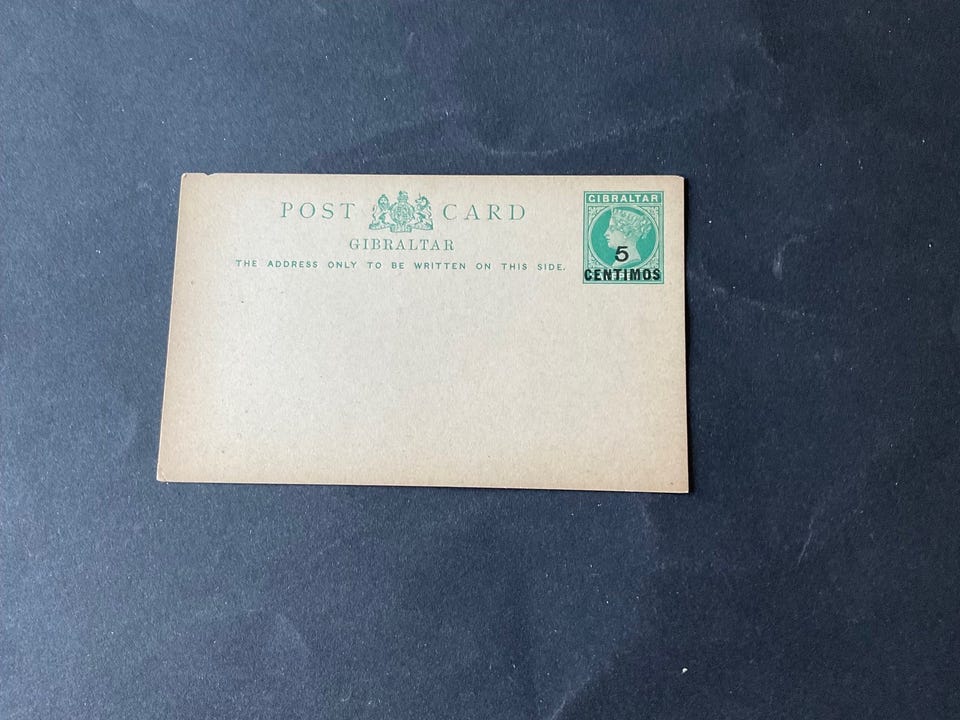 POST CARD
GIBRALTAR
THE ADDRESS ONLY TO BE WRITTEN ON THIS SIDE.
GIBRALTAR
5
CENTIMOS